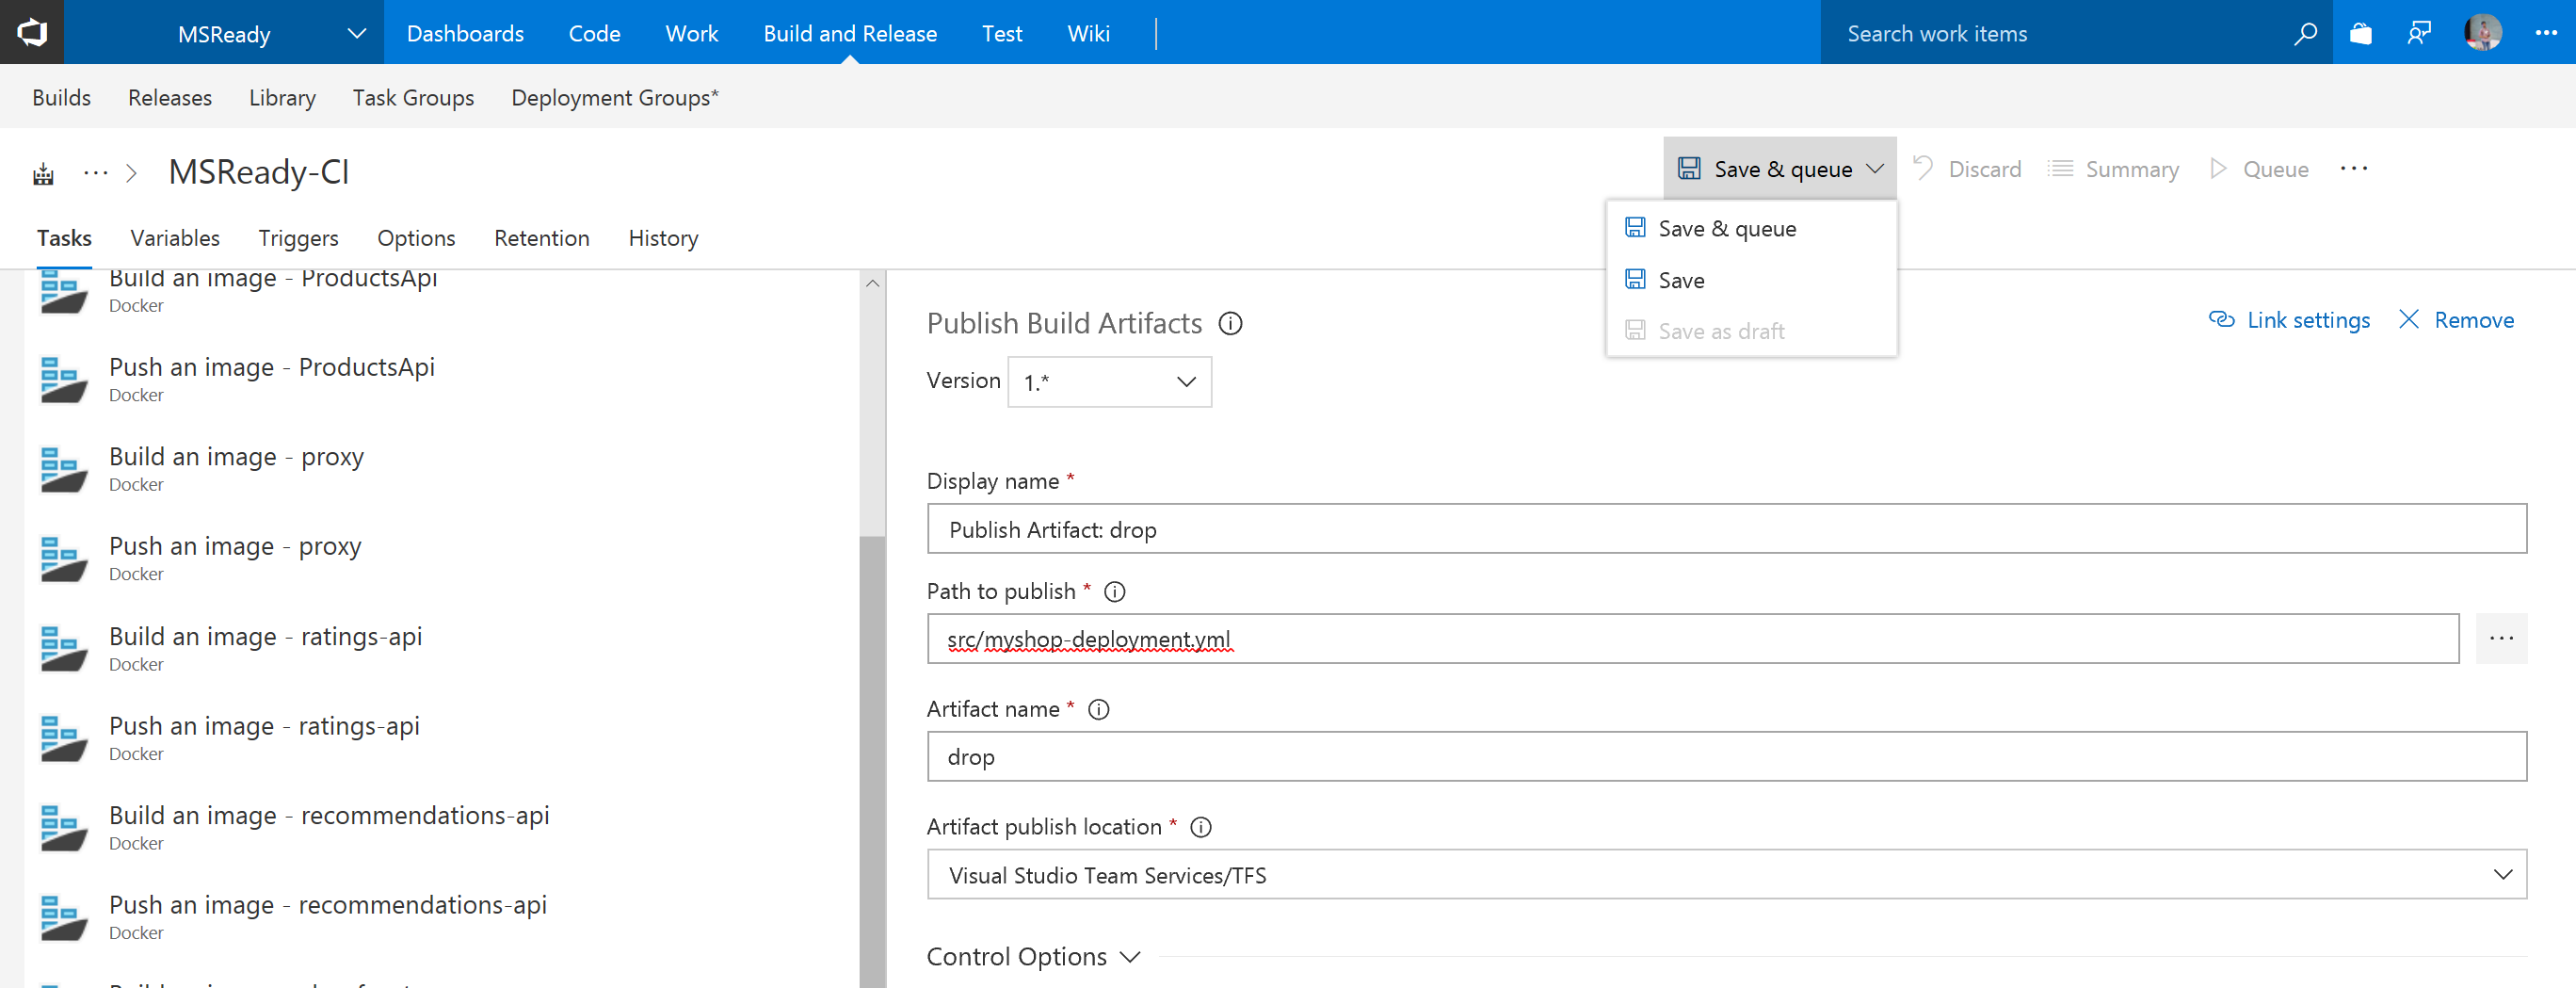 MSReady
Dashboards Code Work Build and Release Test Wiki
Search work items
Builds Releases Library Task Groups Deployment Groups*
··· MSReady-CI
Save & queue Discard Summary Queue ···
Save & queue
Save
Save as draft
Tasks Variables Triggers Options Retention History
Build an image - ProductsApi
Docker
Push an image - ProductsApi
Docker
Build an image - proxy
Docker
Push an image - proxy
Docker
Build an image - ratings-api
Docker
Push an image - ratings-api
Docker
Build an image - recommendations-api
Docker
Push an image - recommendations-api
Docker
Publish Build Artifacts
Link settings Remove
Version 1.*
Display name *
Publish Artifact: drop
Path to publish *
src/myshop-deployment.yml
···
Artifact name *
drop
Artifact publish location *
Visual Studio Team Services/TFS
Control Options